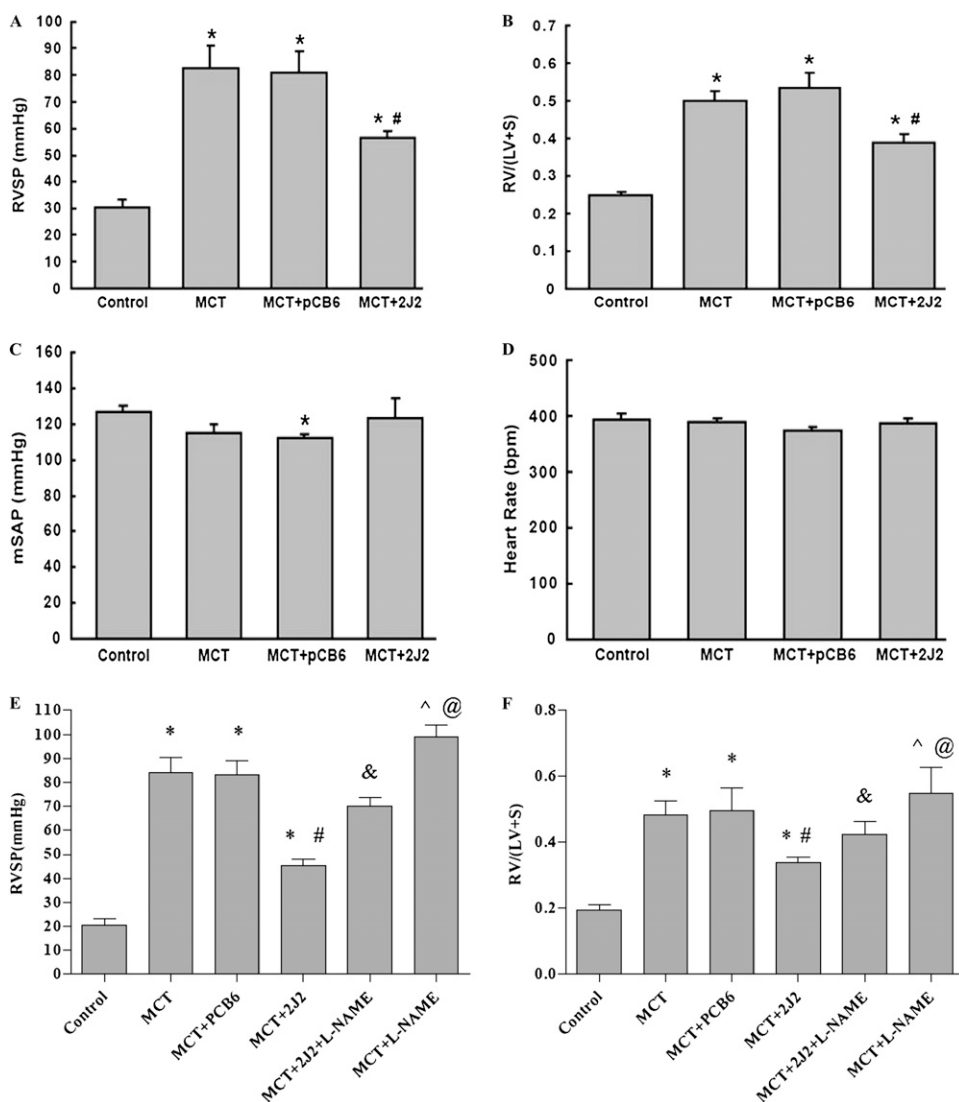 A
RVSP (mmHg)
100
90
80
70
60
50
40
30
20
10
0
*
*
* #
Control MCT MCT+pCB6 MCT+2J2
B
RV/(LV+S)
0.7
0.6
0.5
0.4
0.3
0.2
0.1
0
*
*
* #
Control MCT MCT+pCB6 MCT+2J2
C
mSAP (mmHg)
160
140
120
100
80
60
40
20
0
*
Control MCT MCT+pCB6 MCT+2J2
D
Heart Rate (bpm)
500
400
300
200
100
0
Control MCT MCT+pCB6 MCT+2J2
E
RVSP(mmHg)
110
100
90
80
70
60
50
40
30
20
10
0
*
*
* #
&
^ @
Control
MCT
MCT+PCB6
MCT+2J2
MCT+2J2+L-NAME
MCT+L-NAME
F
RV/(LV+S)
0.8
0.6
0.4
0.2
0.0
*
*
* #
&
^ @
Control
MCT
MCT+PCB6
MCT+2J2
MCT+2J2+L-NAME
MCT+L-NAME